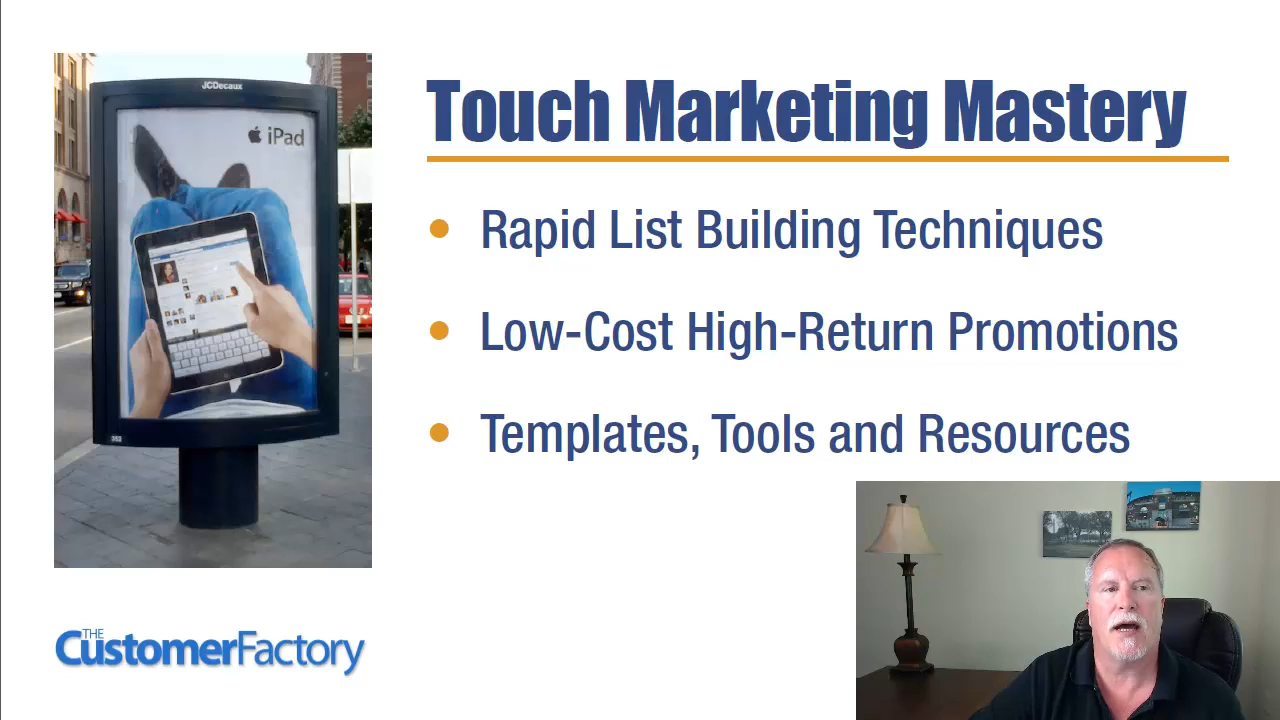 JCDecaux
iPad
352
Touch Marketing Mastery
Rapid List Building Techniques
Low-Cost High-Return Promotions
Templates, Tools and Resources
THE
CustomerFactory